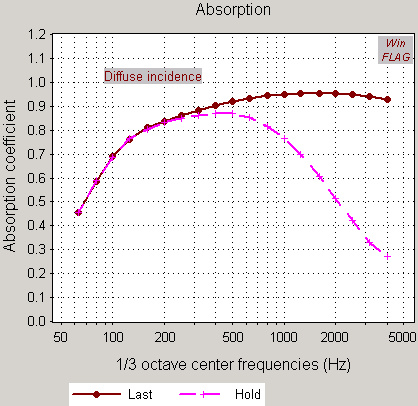 Absorption
Win
FLAG
Diffuse incidence
Absorption coefficient
1.2
1.1
1.0
0.9
0.8
0.7
0.6
0.5
0.4
0.3
0.2
0.1
0.0
50 100 200 500 1000 2000 5000
1/3 octave center frequencies (Hz)
Last Hold